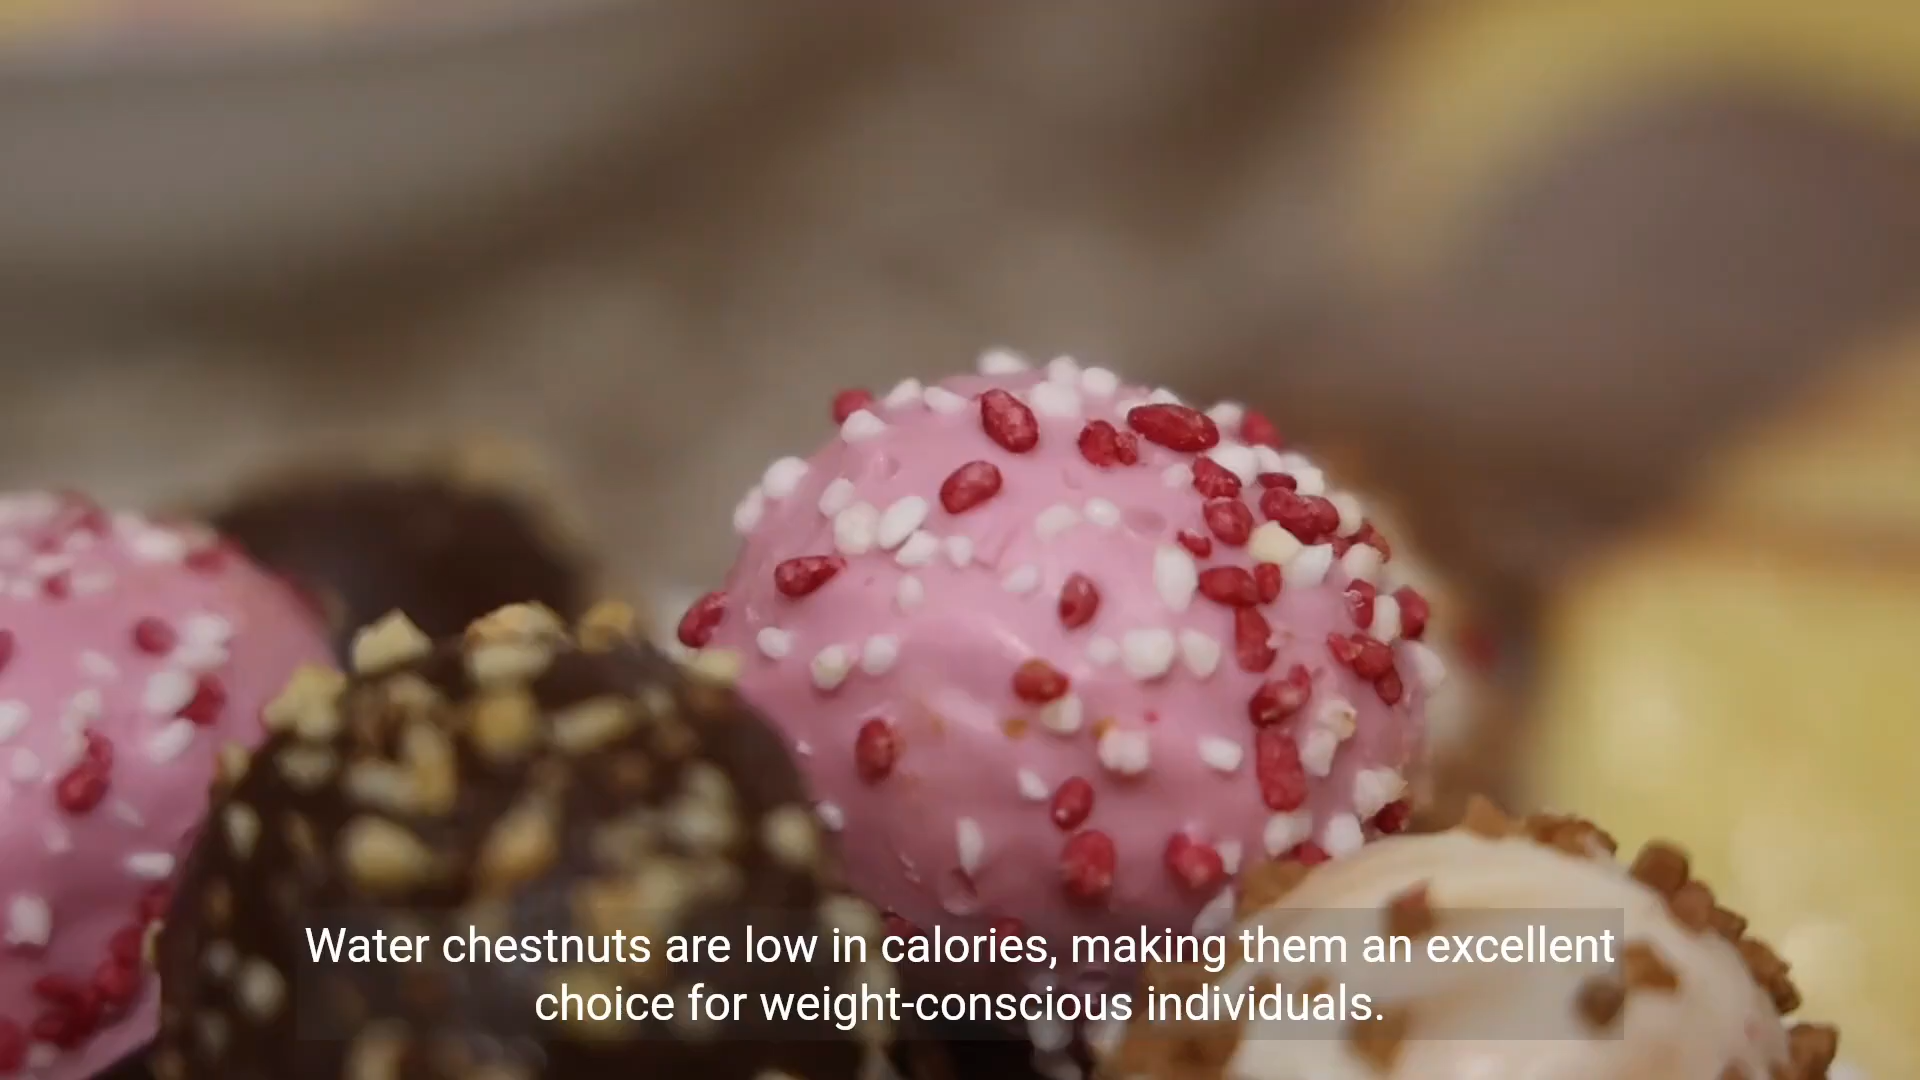 Water chestnuts are low in calories, making them an excellent
choice for weight-conscious individuals.